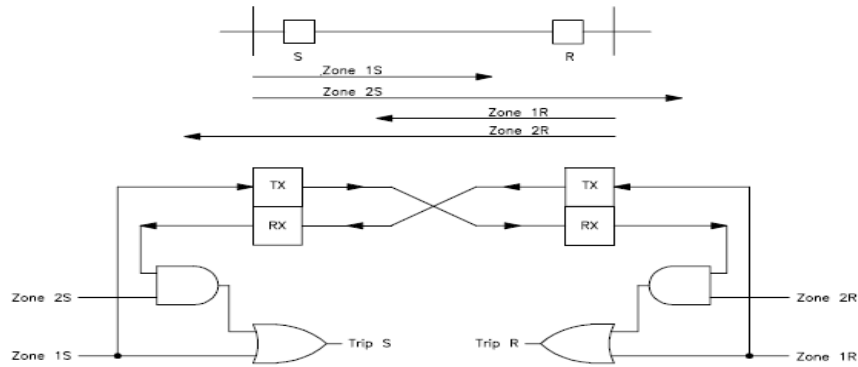 S R
Zone 1S
Zone 2S
Zone 1R
Zone 2R
TX TX
RX RX
Zone 2S Zone 2R
Trip S Trip R
Zone 1S Zone 1R